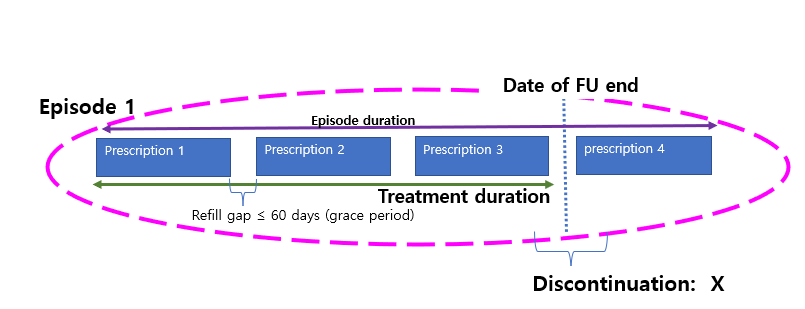 Date of FU end
Episode 1
Episode duration
Prescription 1
Prescription 2
Prescription 3
prescription 4
Treatment duration
Refill gap ≤ 60 days (grace period)
Discontinuation: X